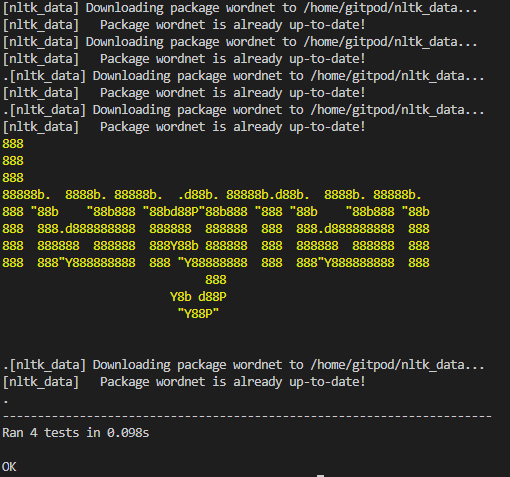 [nltk_data] Downloading package wordnet to /home/gitpod/nltk_data...
[nltk_data]   Package wordnet is already up-to-date!
[nltk_data] Downloading package wordnet to /home/gitpod/nltk_data...
[nltk_data]   Package wordnet is already up-to-date!
.[nltk_data] Downloading package wordnet to /home/gitpod/nltk_data...
[nltk_data]   Package wordnet is already up-to-date!
.[nltk_data] Downloading package wordnet to /home/gitpod/nltk_data...
[nltk_data]   Package wordnet is already up-to-date!
888
888
888
88888b.  8888b. 88888b.  .d88b. 88888b.d88b.  8888b. 88888b.
888 "88b    "88b888 "88bd88P"88b888 "888 "88b    "88b888 "88b
888  888.d888888888  888888  888888  888  888.d888888888  888
888  888888  888888  888Y88b 888888  888  888888  888888  888
888  888"Y888888888  888 "Y88888888  888  888"Y888888888  888
                             888
                        Y8b d88P
                         "Y88P"
.[nltk_data] Downloading package wordnet to /home/gitpod/nltk_data...
[nltk_data]   Package wordnet is already up-to-date!
.
----------------------------------------------------------------------
Ran 4 tests in 0.098s
OK